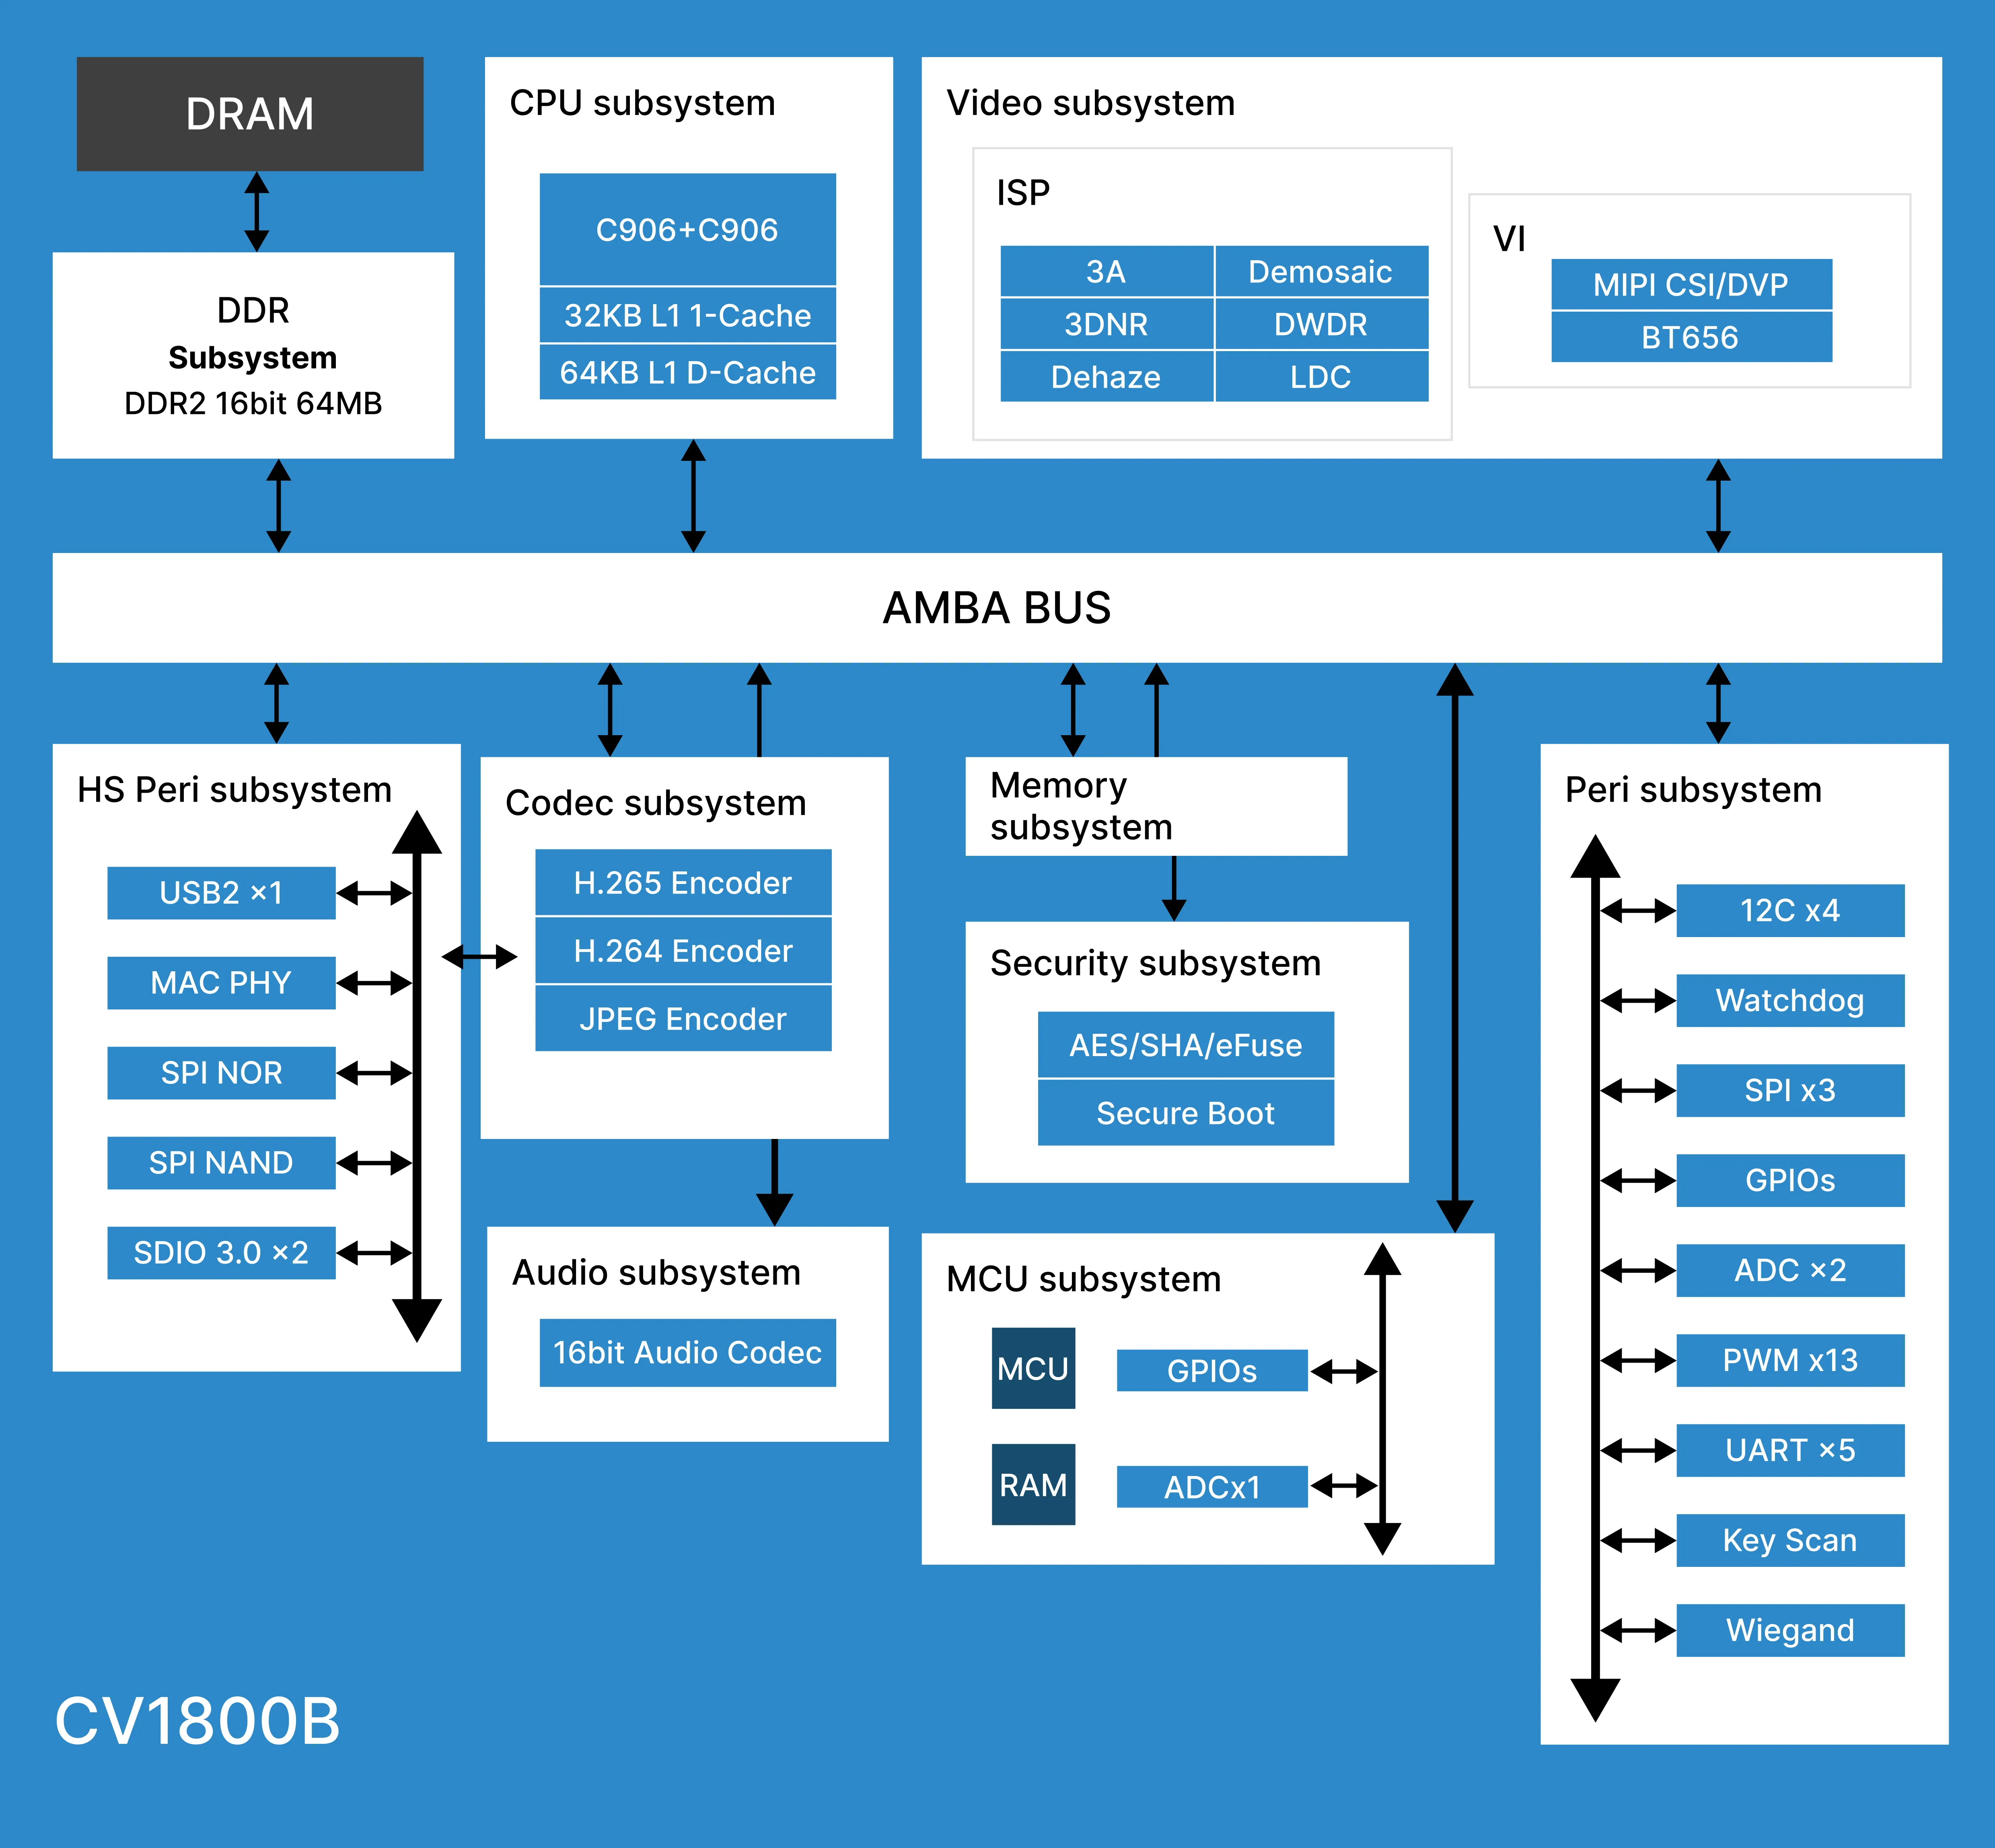 DRAM
DDR
Subsystem
DDR2 16bit 64MB
CPU subsystem
C906+C906
32KB L1 1-Cache
64KB L1 D-Cache
Video subsystem
ISP
3A
Demosaic
3DNR
DWDR
Dehaze
LDC
VI
MIPI CSI/DVP
BT656
AMBA BUS
HS Peri subsystem
USB2 ×1
MAC PHY
SPI NOR
SPI NAND
SDIO 3.0 ×2
Codec subsystem
H.265 Encoder
H.264 Encoder
JPEG Encoder
Audio subsystem
16bit Audio Codec
Memory
subsystem
Security subsystem
AES/SHA/eFuse
Secure Boot
MCU subsystem
MCU
GPIOs
RAM
ADCx1
Peri subsystem
12C x4
Watchdog
SPI x3
GPIOs
ADC ×2
PWM x13
UART ×5
Key Scan
Wiegand
CV1800B